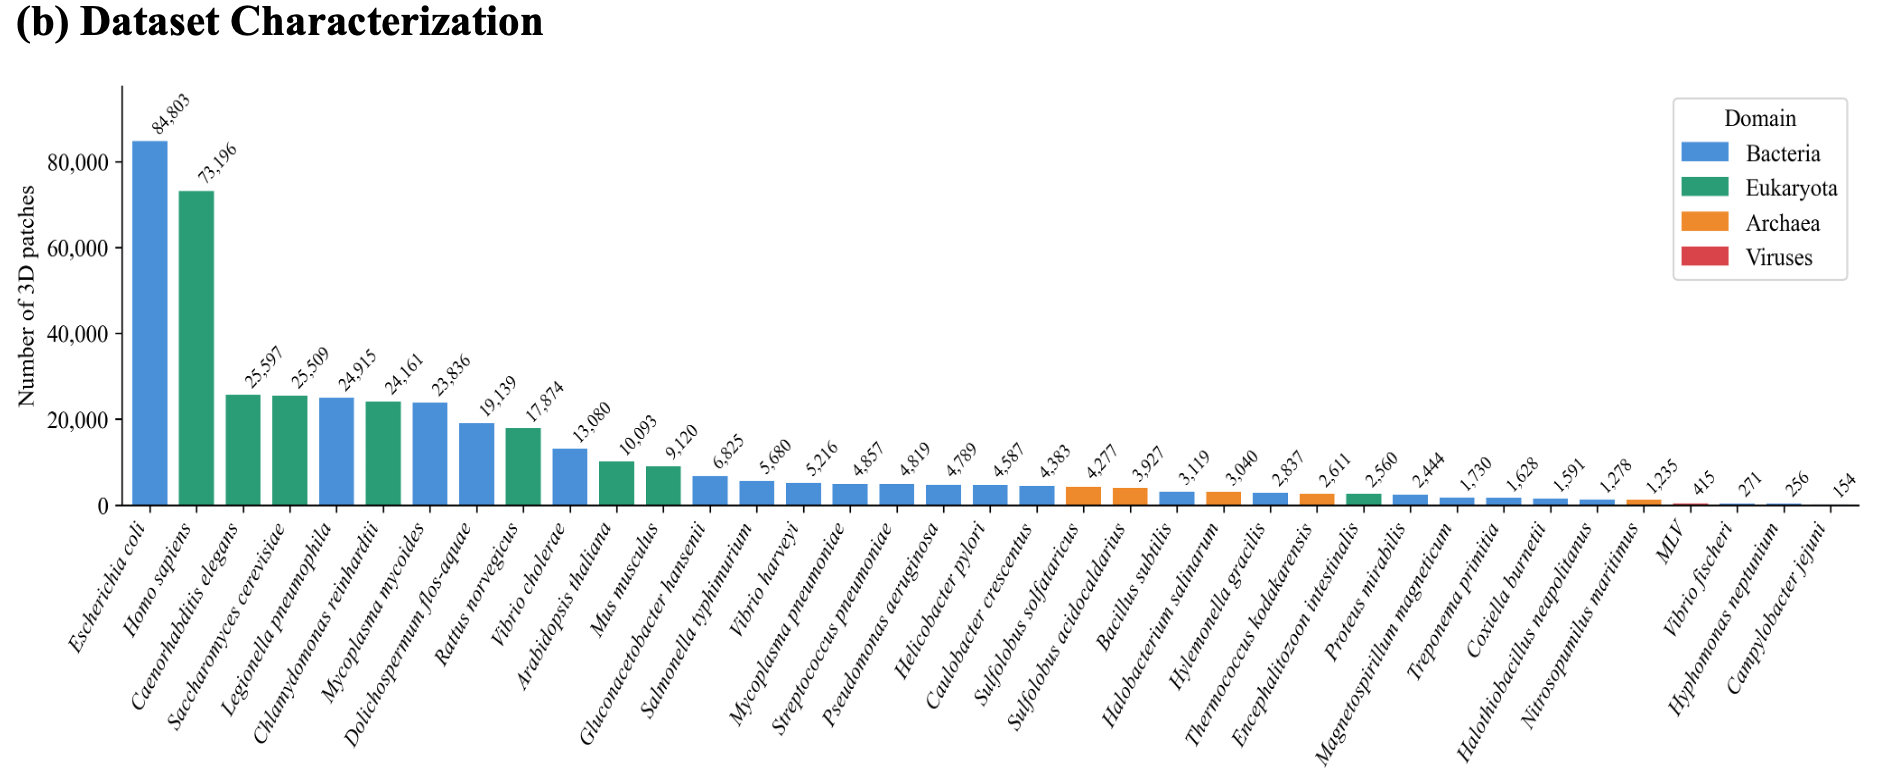 (b) Dataset Characterization
Number of 3D patches
80,000
60,000
40,000
20,000
0
84,803
73,196
25,597
25,509
24,915
24,161
23,836
19,139
17,874
13,080
10,093
9,120
6,825
5,680
5,216
4,857
4,819
4,789
4,587
4,383
4,277
3,927
3,119
3,040
2,837
2,611
2,560
2,444
1,730
1,628
1,591
1,278
1,235
415
271
256
154
Domain
Bacteria
Eukaryota
Archaea
Viruses
Escherichia coli
Homo sapiens
Caenorhabditis elegans
Saccharomyces cerevisiae
Legionella pneumophila
Chlamydomonas reinhardtii
Mycoplasma mycoides
Dolichospermum flos-aquae
Rattus norvegicus
Vibrio cholerae
Arabidopsis thaliana
Mus musculus
Gluconacetobacter hansenii
Salmonella typhimurium
Vibrio harveyi
Mycoplasma pneumoniae
Streptococcus pneumoniae
Pseudomonas aeruginosa
Helicobacter pylori
Caulobacter crescentus
Sulfolobus solfataricus
Sulfolobus acidocaldarius
Bacillus subtilis
Halobacterium salinarum
Hylemonella gracilis
Thermococcus kodakarensis
Encephalitozoon intestinalis
Proteus mirabilis
Magnetospirillum magneticum
Treponema primitia
Coxiella burnetii
Halothiobacillus neapolitanus
Nitrosopumilus maritimus
MLV
Vibrio fischeri
Hyphomonas neptunium
Campylobacter jejuni